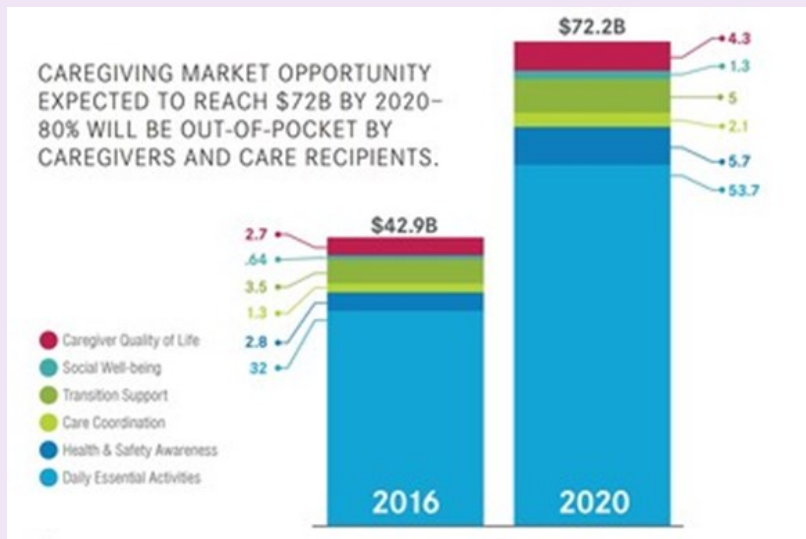 CAREGIVING MARKET OPPORTUNITY
EXPECTED TO REACH $72B BY 2020–
80% WILL BE OUT-OF-POCKET BY
CAREGIVERS AND CARE RECIPIENTS.
$72.2B
4.3
1.3
5
2.1
5.7
53.7
$42.9B
2.7
.64
3.5
1.3
2.8
32
Caregiver Quality of Life
Social Well-being
Transition Support
Care Coordination
Health & Safety Awareness
Daily Essential Activities
2016
2020